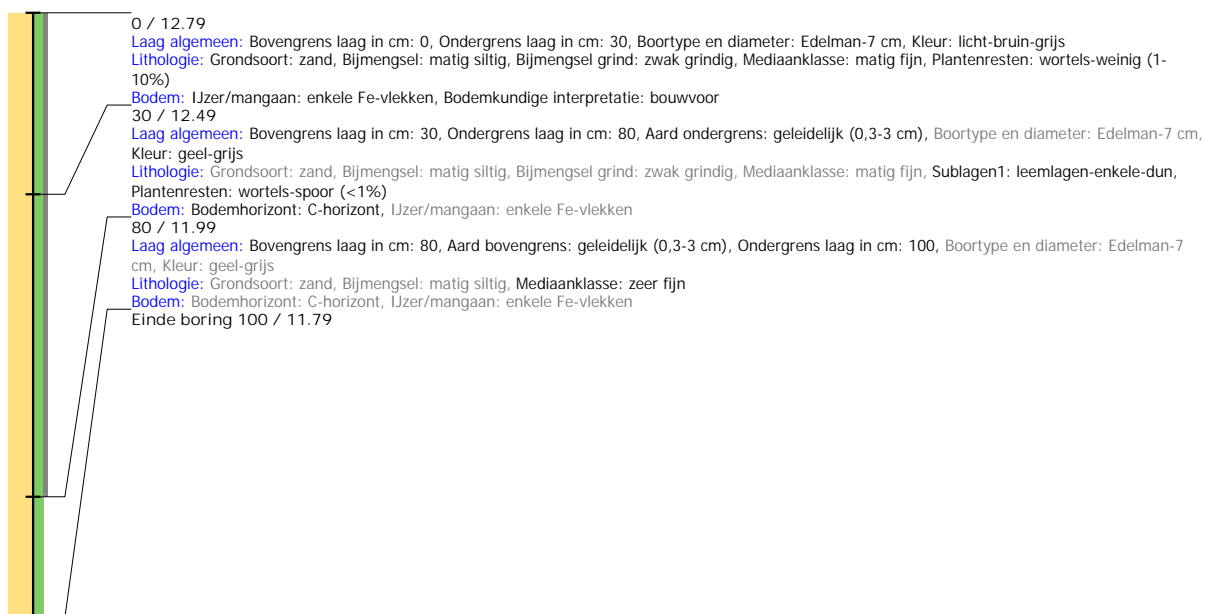 0 / 12.79
Laag algemeen: Bovengrens laag in cm: 0, Ondergrens laag in cm: 30, Boortype en diameter: Edelman-7 cm, Kleur: licht-bruin-grijs
Lithologie: Grondsoort: zand, Bijmengsel: matig siltig, Bijmengsel grind: zwak grindig, Mediaanklasse: matig fijn, Plantenresten: wortels-weinig (1-
10%)
Bodem: IJzer/mangaan: enkele Fe-vlekken, Bodemkundige interpretatie: bouwvoor
30 / 12.49
Laag algemeen: Bovengrens laag in cm: 30, Ondergrens laag in cm: 80, Aard ondergrens: geleidelijk (0,3-3 cm), Boortype en diameter: Edelman-7 cm,
Kleur: geel-grijs
Lithologie: Grondsoort: zand, Bijmengsel: matig siltig, Bijmengsel grind: zwak grindig, Mediaanklasse: matig fijn, Sublagen1: leemlagen-enkele-dun,
Plantenresten: wortels-spoor (<1%)
Bodem: Bodemhorizont: C-horizont, IJzer/mangaan: enkele Fe-vlekken
80 / 11.99
Laag algemeen: Bovengrens laag in cm: 80, Aard bovengrens: geleidelijk (0,3-3 cm), Ondergrens laag in cm: 100, Boortype en diameter: Edelman-7
cm, Kleur: geel-grijs
Lithologie: Grondsoort: zand, Bijmengsel: matig siltig, Mediaanklasse: zeer fijn
Bodem: Bodemhorizont: C-horizont, IJzer/mangaan: enkele Fe-vlekken
Einde boring 100 / 11.79